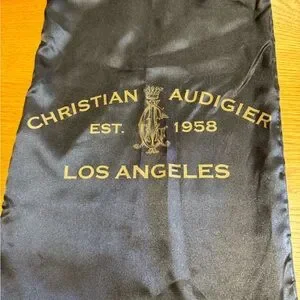 CHRISTIAN AUDIGIER
EST. 1958
LOS ANGELES